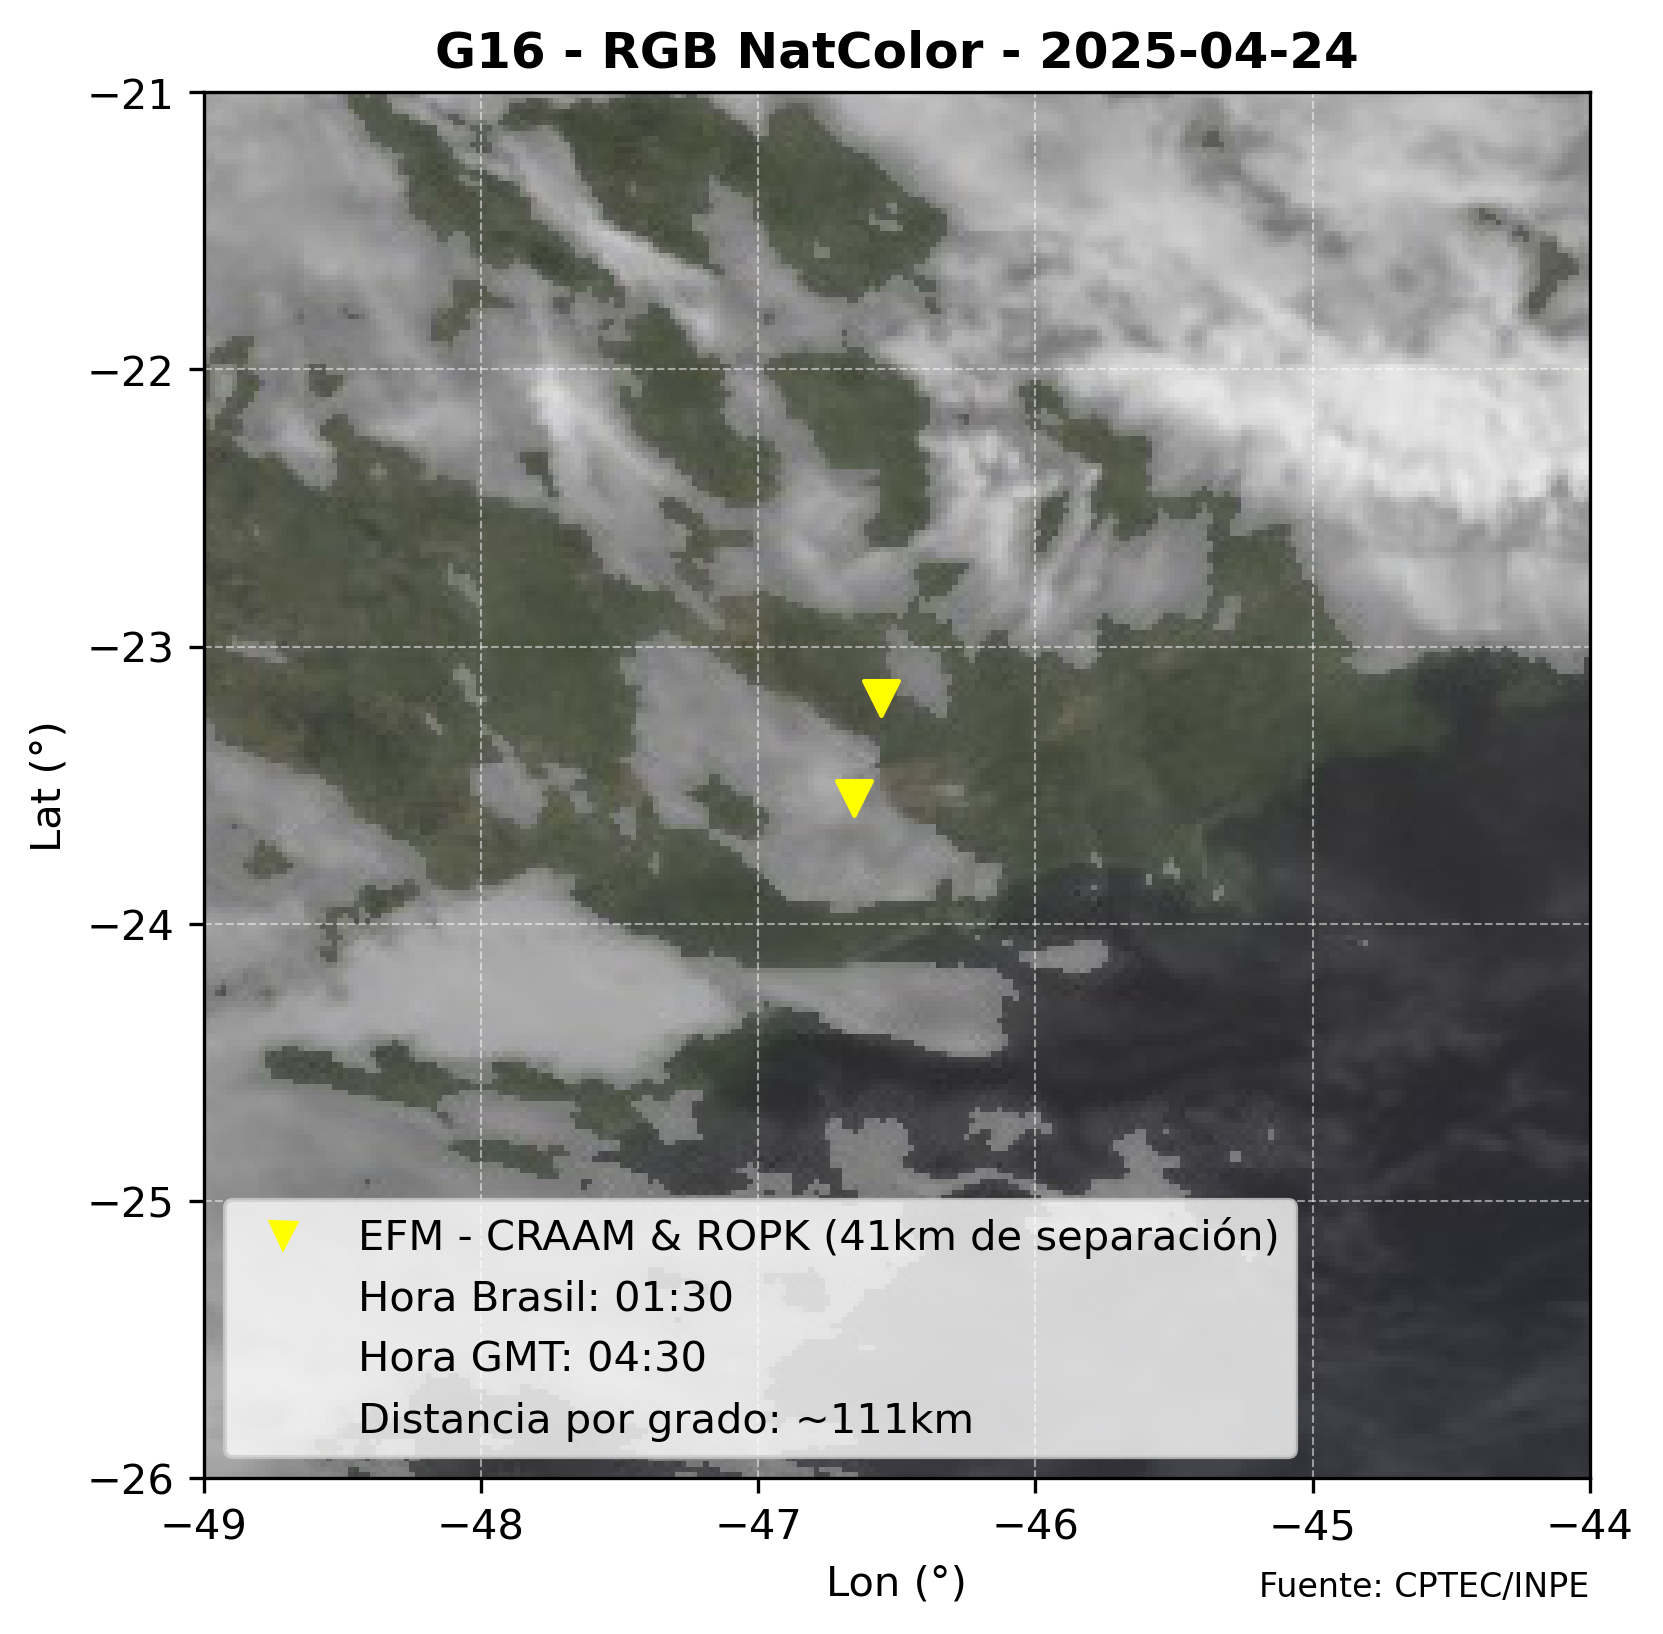 G16 - RGB NatColor - 2025-04-24
−21
−22
−23
−24
−25
−26
Lat (°)
EFM - CRAAM & ROPK (41km de separación)
Hora Brasil: 01:30
Hora GMT: 04:30
Distancia por grado: ~111km
−49 −48 −47 −46 −45 −44
Lon (°)
Fuente: CPTEC/INPE